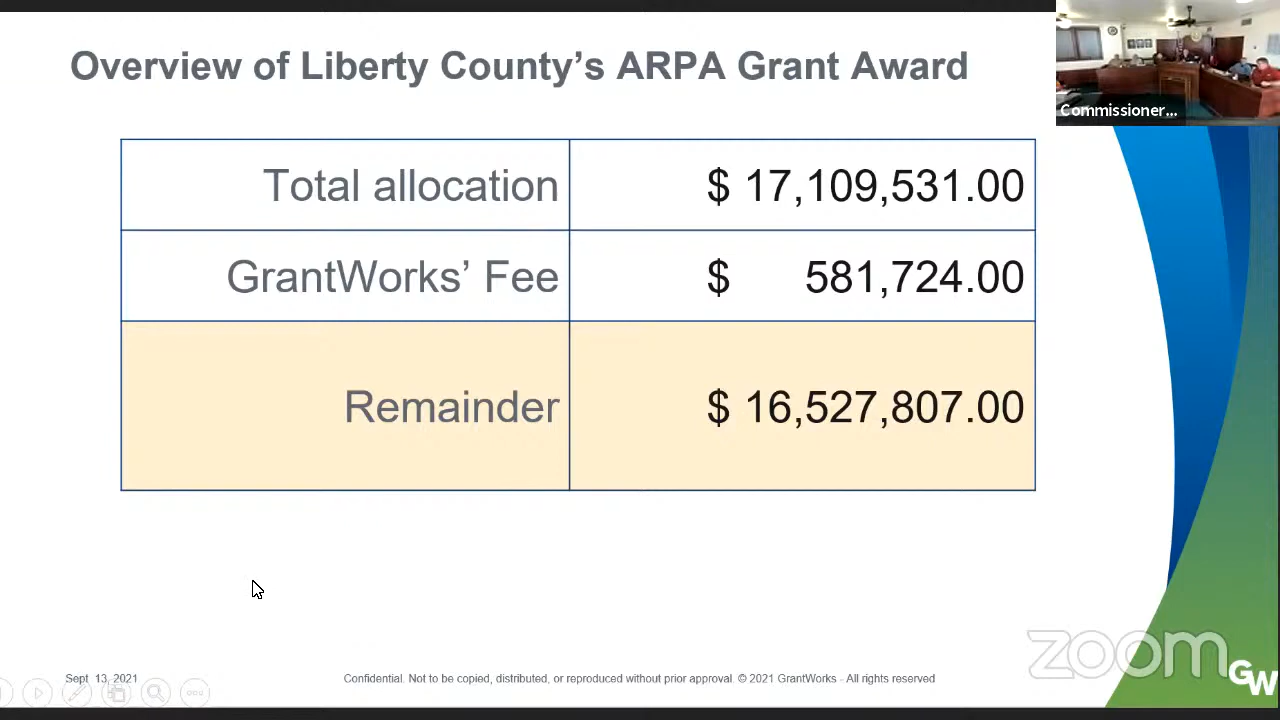 Overview of Liberty County’s ARPA Grant Award
Commissioner...
Total allocation $ 17,109,531.00
GrantWorks’ Fee $ 581,724.00
Remainder $ 16,527,807.00
zoom
GW
Sept. 13, 2021 Confidential. Not to be copied, distributed, or reproduced without prior approval. © 2021 GrantWorks - All rights reserved